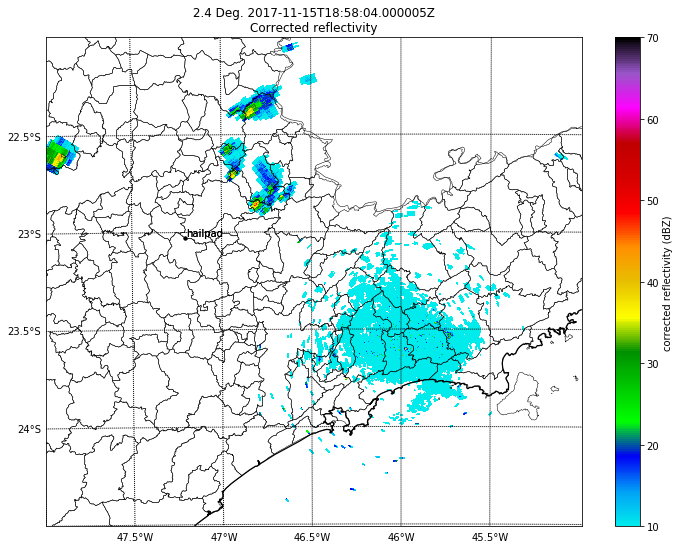 2.4 Deg. 2017-11-15T18:58:04.000005Z
Corrected reflectivity
22.5°S
23°S
23.5°S
24°S
hailpad
47.5°W
47°W
46.5°W
46°W
45.5°W
70
60
50
40
30
20
10
corrected reflectivity (dBZ)